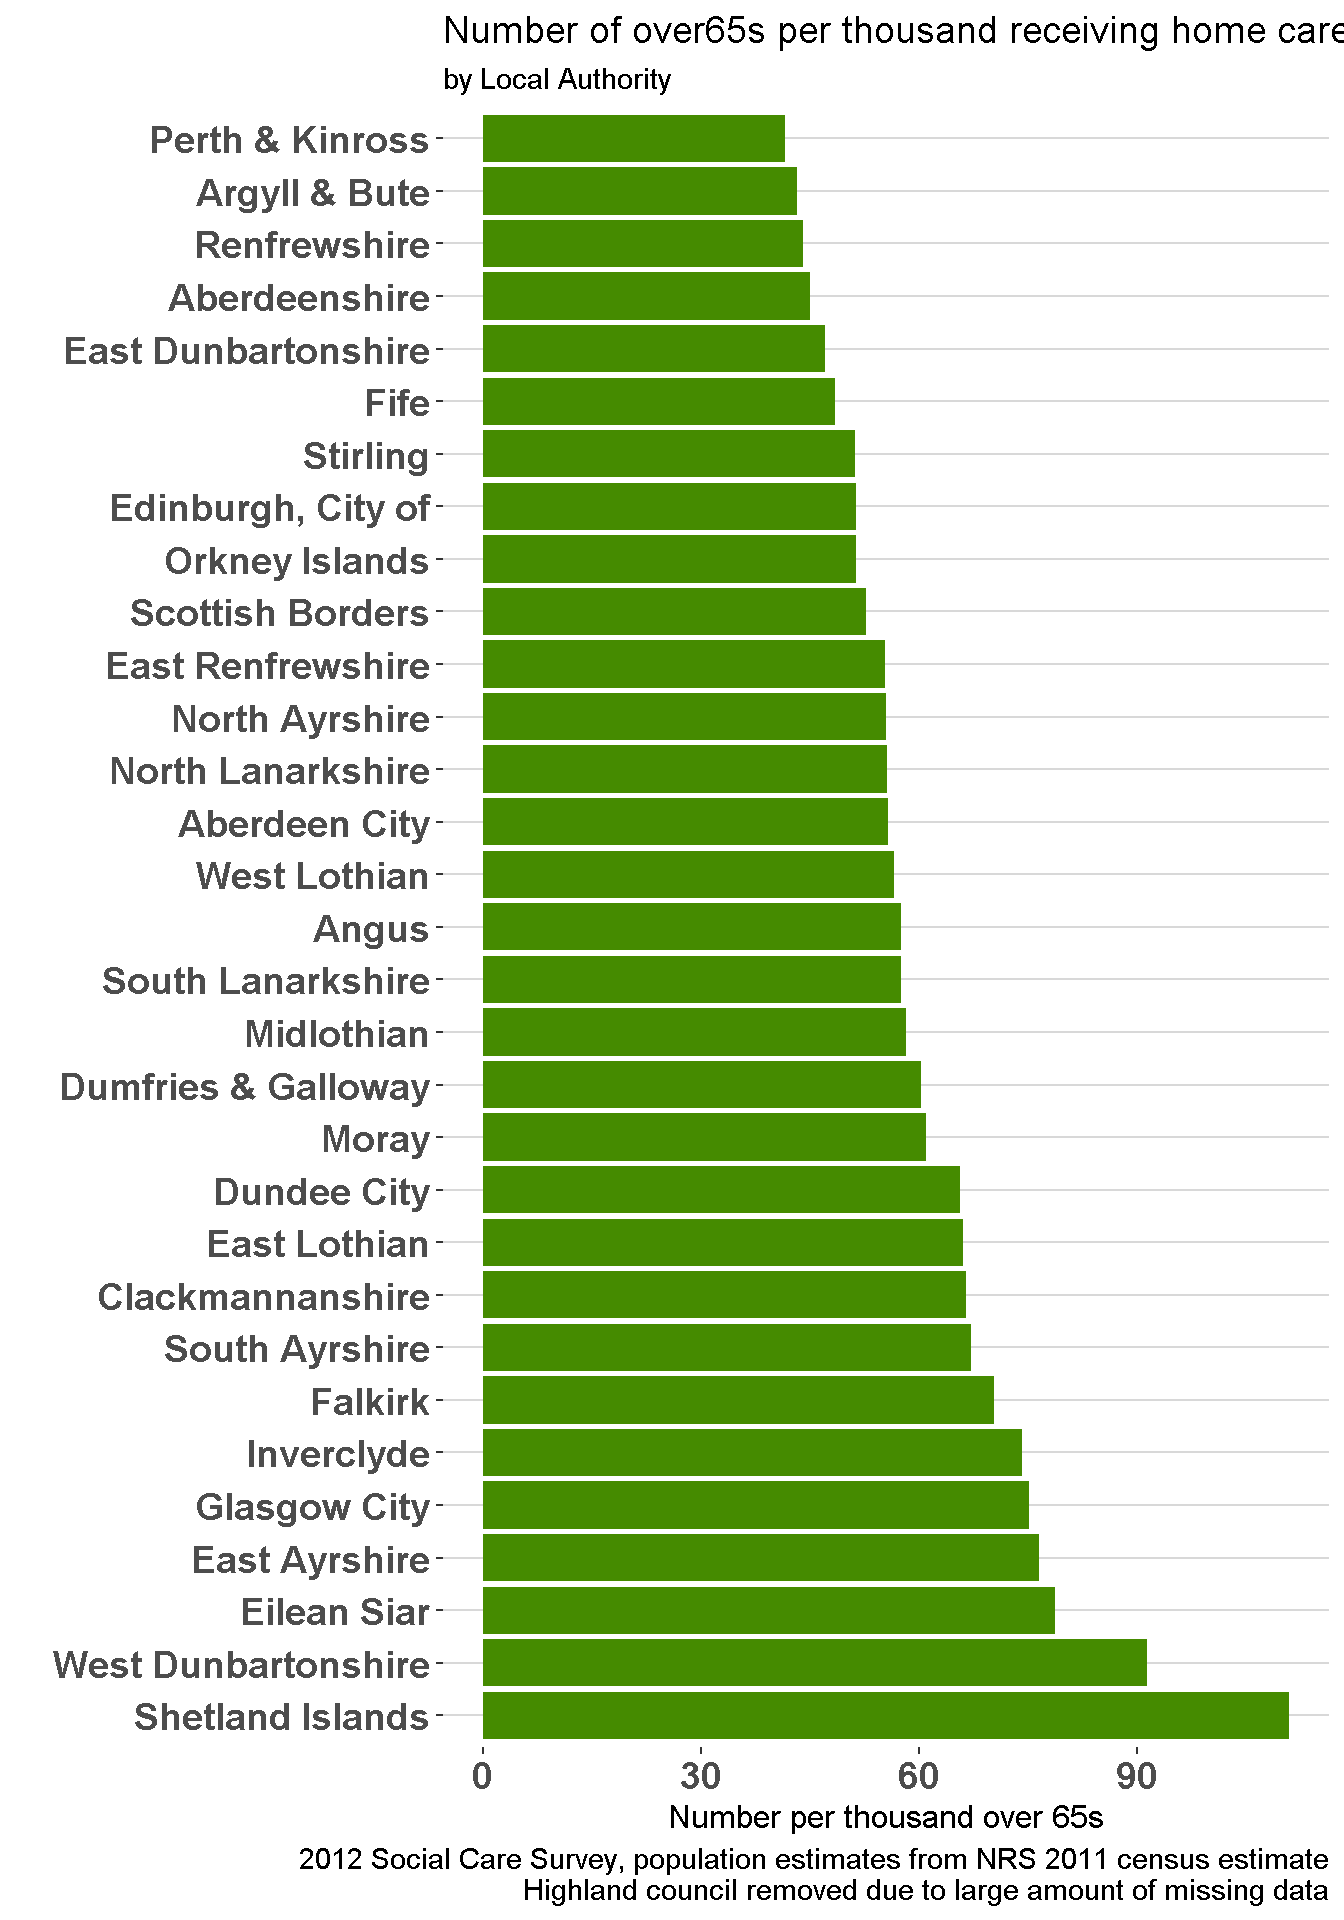 Number of over65s per thousand receiving home care
by Local Authority
Perth & Kinross
Argyll & Bute
Renfrewshire
Aberdeenshire
East Dunbartonshire
Fife
Stirling
Edinburgh, City of
Orkney Islands
Scottish Borders
East Renfrewshire
North Ayrshire
North Lanarkshire
Aberdeen City
West Lothian
Angus
South Lanarkshire
Midlothian
Dumfries & Galloway
Moray
Dundee City
East Lothian
Clackmannanshire
South Ayrshire
Falkirk
Inverclyde
Glasgow City
East Ayrshire
Eilean Siar
West Dunbartonshire
Shetland Islands
0 30 60 90
Number per thousand over 65s
2012 Social Care Survey, population estimates from NRS 2011 census estimate
Highland council removed due to large amount of missing data